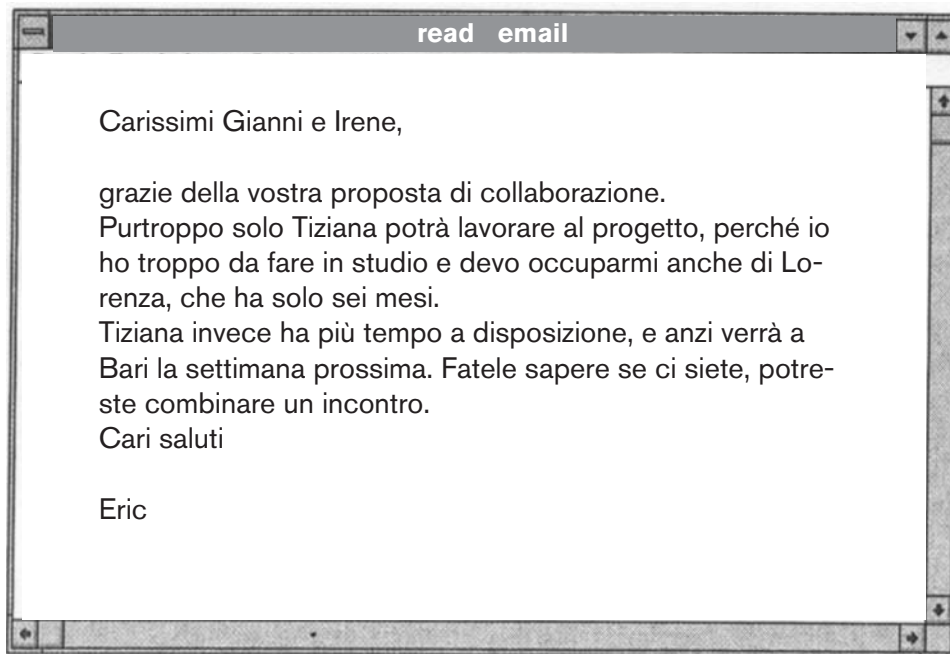 read email
Carissimi Gianni e Irene,
grazie della vostra proposta di collaborazione.
Purtroppo solo Tiziana potrà lavorare al progetto, perché io
ho troppo da fare in studio e devo occuparmi anche di Lo-
renza, che ha solo sei mesi.
Tiziana invece ha più tempo a disposizione, e anzi verrà a
Bari la settimana prossima. Fatele sapere se ci siete, potre-
ste combinare un incontro.
Cari saluti
Eric